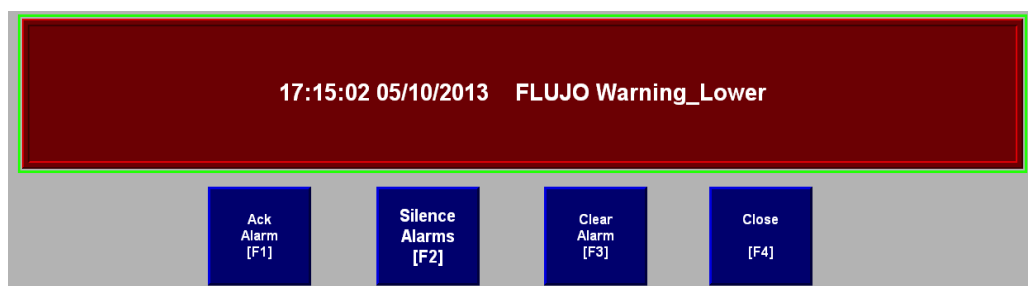 17:15:02 05/10/2013 FLUJO Warning_Lower
Ack
Alarm
[F1]
Silence
Alarms
[F2]
Clear
Alarm
[F3]
Close
[F4]